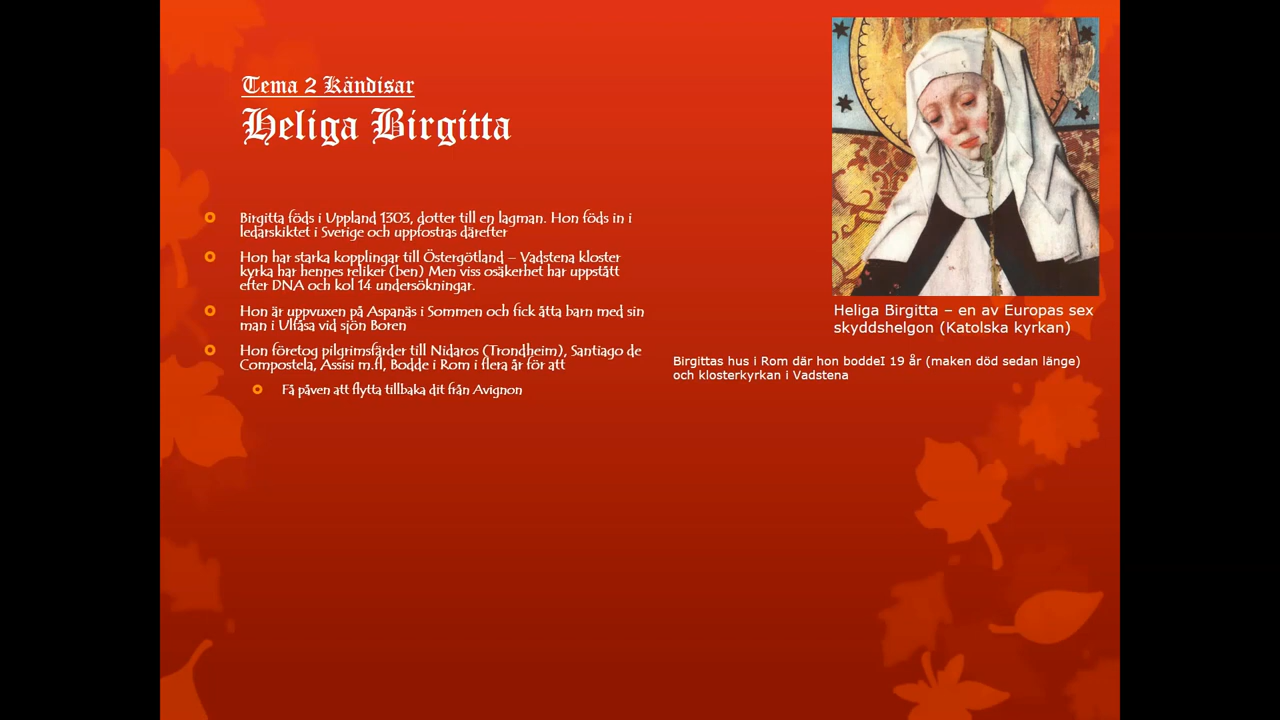 Tema 2 Kändisar
Heliga Birgitta
Birgitta föds i Uppland 1303, dotter till en lagman. Hon föds in i
ledarskiktet i Sverige och uppfostras därefter
Hon har starka kopplingar till Östergötland – Vadstena kloster
kyrka har hennes reliker (ben) Men viss osäkerhet har uppstått
efter DNA och kol 14 undersökningar.
Hon är uppvuxen på Aspanäs i Sommen och fick åtta barn med sin
man i Ulfåsa vid sjön Boren
Hon företog pilgrimsfärder till Nidaros (Trondheim), Santiago de
Compostela, Assisi m.fl, Bodde i Rom i flera år för att
Få påven att flytta tillbaka dit från Avignon
Heliga Birgitta – en av Europas sex
skyddshelgon (Katolska kyrkan)
Birgittas hus i Rom där hon boddeI 19 år (maken död sedan länge)
och klosterkyrkan i Vadstena